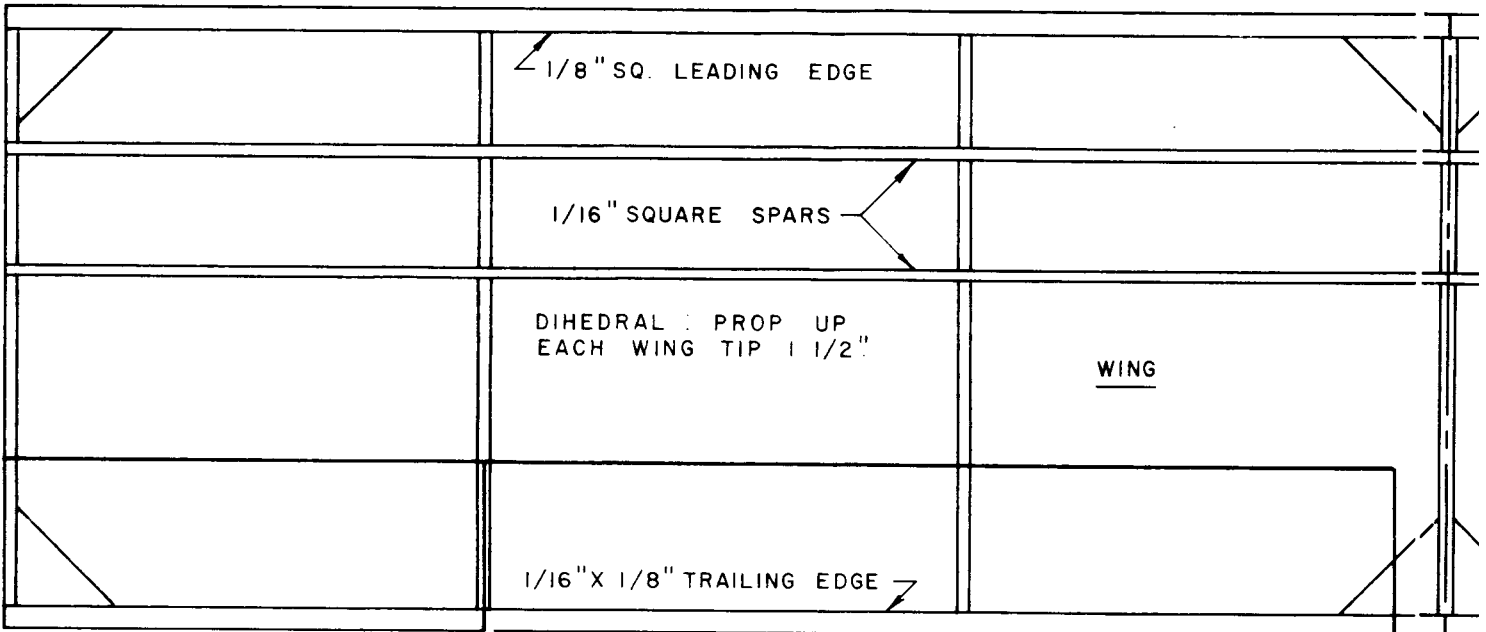 1/8" SQ. LEADING EDGE
1/16" SQUARE SPARS
DIHEDRAL : PROP UP
EACH WING TIP 1 1/2"
WING
1/16" X 1/8" TRAILING EDGE